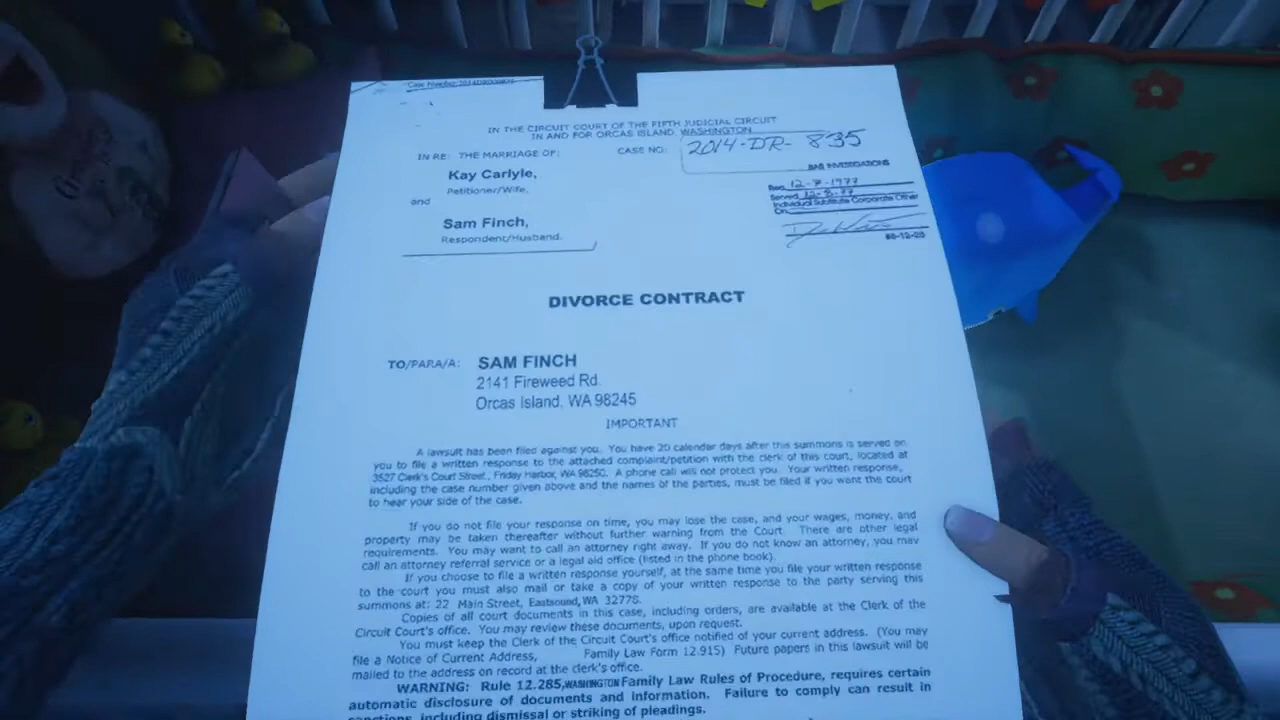 IN THE CIRCUIT COURT OF THE FIFTH JUDICIAL CIRCUIT
IN AND FOR ORCAS ISLAND, WASHINGTON
IN RE: THE MARRIAGE OF:
CASE NO: 2014-DR- 835
Kay Carlyle,
Petitioner/Wife,
and
Sam Finch,
Respondent/Husband.
INVESTIGATIONS
Rec 12-7-1977
Served 12-8-77
Individual Substitute Corporate Other
DIVORCE CONTRACT
TO/PARA/A: SAM FINCH
2141 Fireweed Rd.
Orcas Island, WA 98245
IMPORTANT
A lawsuit has been filed against you. You have 20 calendar days after this summons is served on
you to file a written response to the attached complaint/petition with the clerk of this court, located at
3527 Clerk's Court Street., Friday Harbor, WA 98250. A phone call will not protect you. Your written response,
including the case number given above and the names of the parties, must be filed if you want the court
to hear your side of the case.
If you do not file your response on time, you may lose the case, and your wages, money, and
property may be taken thereafter without further warning from the Court. There are other legal
requirements. You may want to call an attorney right away. If you do not know an attorney, you may
call an attorney referral service or a legal aid office (listed in the phone book).
If you choose to file a written response yourself, at the same time you file your written response
to the court you must also mail or take a copy of your written response to the party serving this
summons at: 22 Main Street, Eastsound, WA 32775.
Copies of all court documents in this case, including orders, are available at the Clerk of the
Circuit Court's office. You may review these documents, upon request.
You must keep the Clerk of the Circuit Court's office notified of your current address. (You may
file a Notice of Current Address, Family Law Form 12.915) Future papers in this lawsuit will be
mailed to the address on record at the clerk's office.
WARNING: Rule 12.285, WASHINGTON Family Law Rules of Procedure, requires certain
automatic disclosure of documents and information. Failure to comply can result in
sanctions, including dismissal or striking of pleadings.